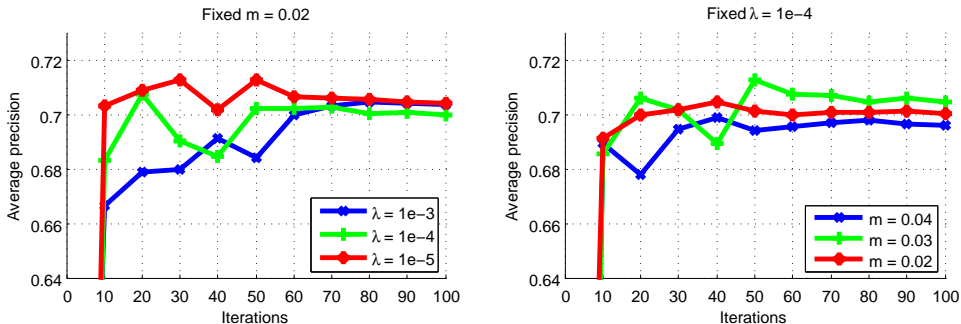 Fixed m = 0.02
0.72
0.7
0.68
0.66
0.64
Average precision
0 10 20 30 40 50 60 70 80 90 100
Iterations
λ = 1e−3
λ = 1e−4
λ = 1e−5
Fixed λ = 1e−4
0.72
0.7
0.68
0.66
0.64
Average precision
0 10 20 30 40 50 60 70 80 90 100
Iterations
m = 0.04
m = 0.03
m = 0.02